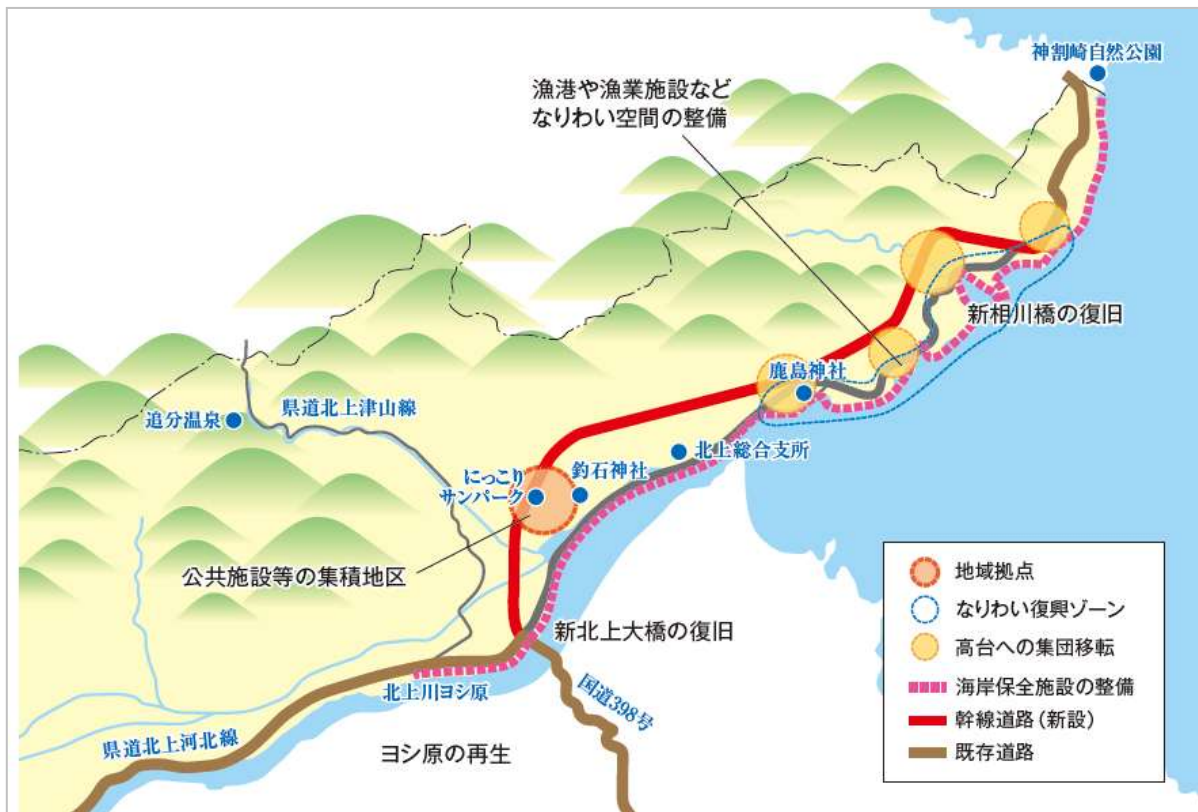 神割崎自然公園
漁港や漁業施設など
なりわい空間の整備
新相川橋の復旧
鹿島神社
県道北上津山線
追分温泉
北上総合支所
釣石神社
にっこり
サンパーク
公共施設等の集積地区
新北上大橋の復旧
北上川ヨシ原
国道398号
県道北上河北線
ヨシ原の再生
地域拠点
なりわい復興ゾーン
高台への集団移転
海岸保全施設の整備
幹線道路（新設）
既存道路